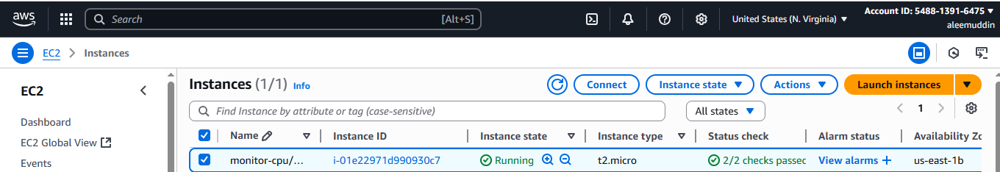 aws Search [Alt+S] United States (N. Virginia) Account ID: 5488-1391-6475
aleemuddin
EC2 Instances
EC2
Dashboard
EC2 Global View
Events
Instances (1/1) Info Connect Instance state Actions Launch instances
Find Instance by attribute or tag (case-sensitive) All states 1
Name Instance ID Instance state Instance type Status check Alarm status Availability Zo
monitor-cpu/... i-01e22971d990930c7 Running t2.micro 2/2 checks passec View alarms + us-east-1b